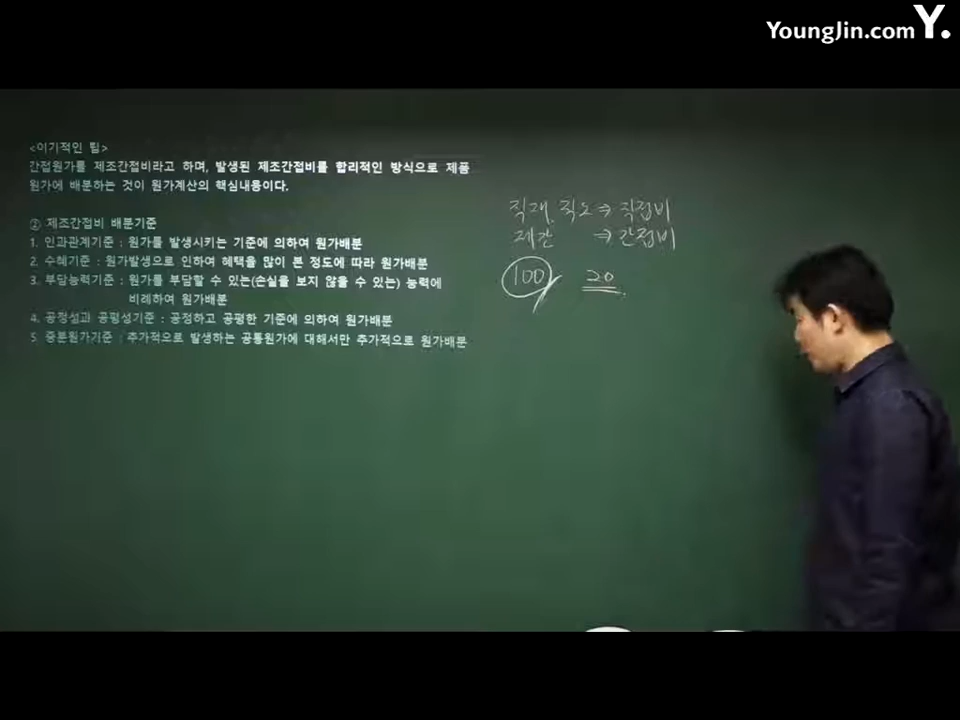 YoungJin.com Y.
<이기적인 팁>
간접원가를 제조간접비라고 하며, 발생된 제조간접비를 합리적인 방식으로 제품
원가에 배분하는 것이 원가계산의 핵심내용이다.
② 제조간접비 배분기준
1. 인과관계기준 : 원가를 발생시키는 기준에 의하여 원가배분
2. 수혜기준 : 원가발생으로 인하여 혜택을 많이 본 정도에 따라 원가배분
3. 부담능력기준 : 원가를 부담할 수 있는(손실을 보지 않을 수 있는) 능력에
비례하여 원가배분
4. 공정성과 공평성기준 : 공정하고 공평한 기준에 의하여 원가배분
5. 증분원가기준 : 추가적으로 발생하는 공통원가에 대해서만 추가적으로 원가배분
직재, 직노 ⇒ 직접비
제간 ⇒ 간접비
100 20